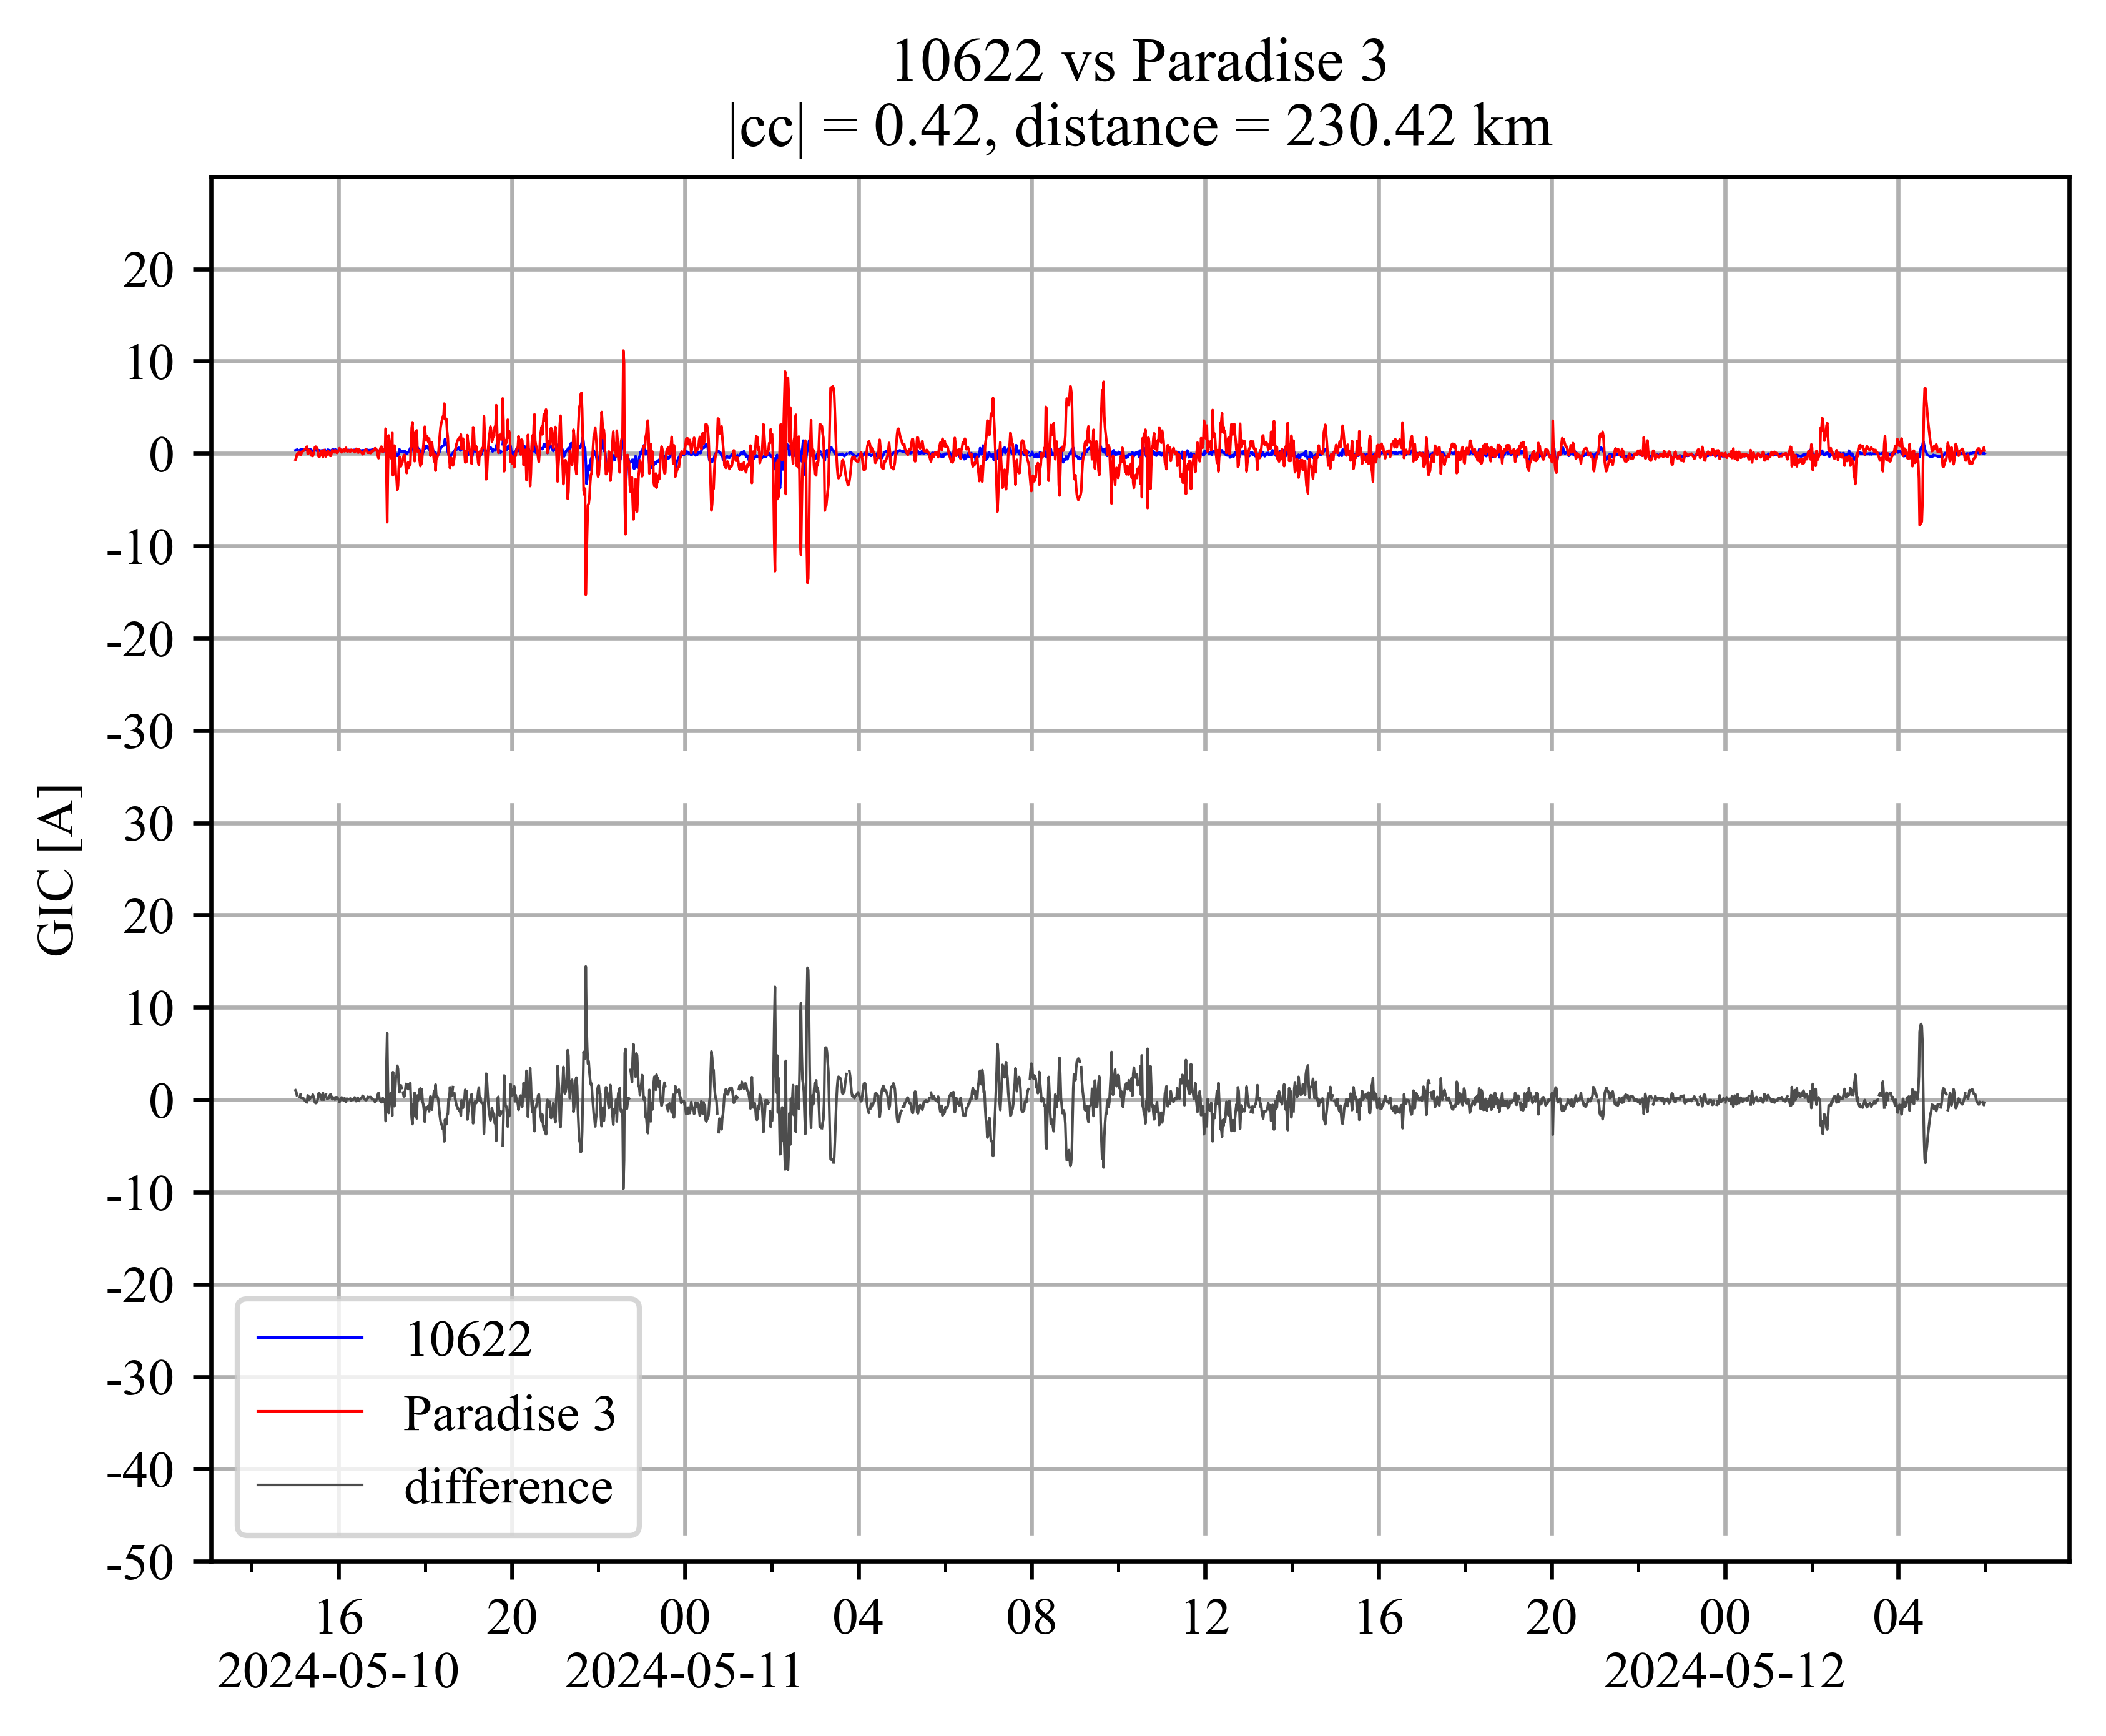 10622 vs Paradise 3
|cc| = 0.42, distance = 230.42 km
GIC [A]
20
10
0
-10
-20
-30
30
20
10
0
-10
-20
-30
-40
-50
10622
Paradise 3
difference
16 20 00 04 08 12 16 20 00 04
2024-05-10 2024-05-11 2024-05-12